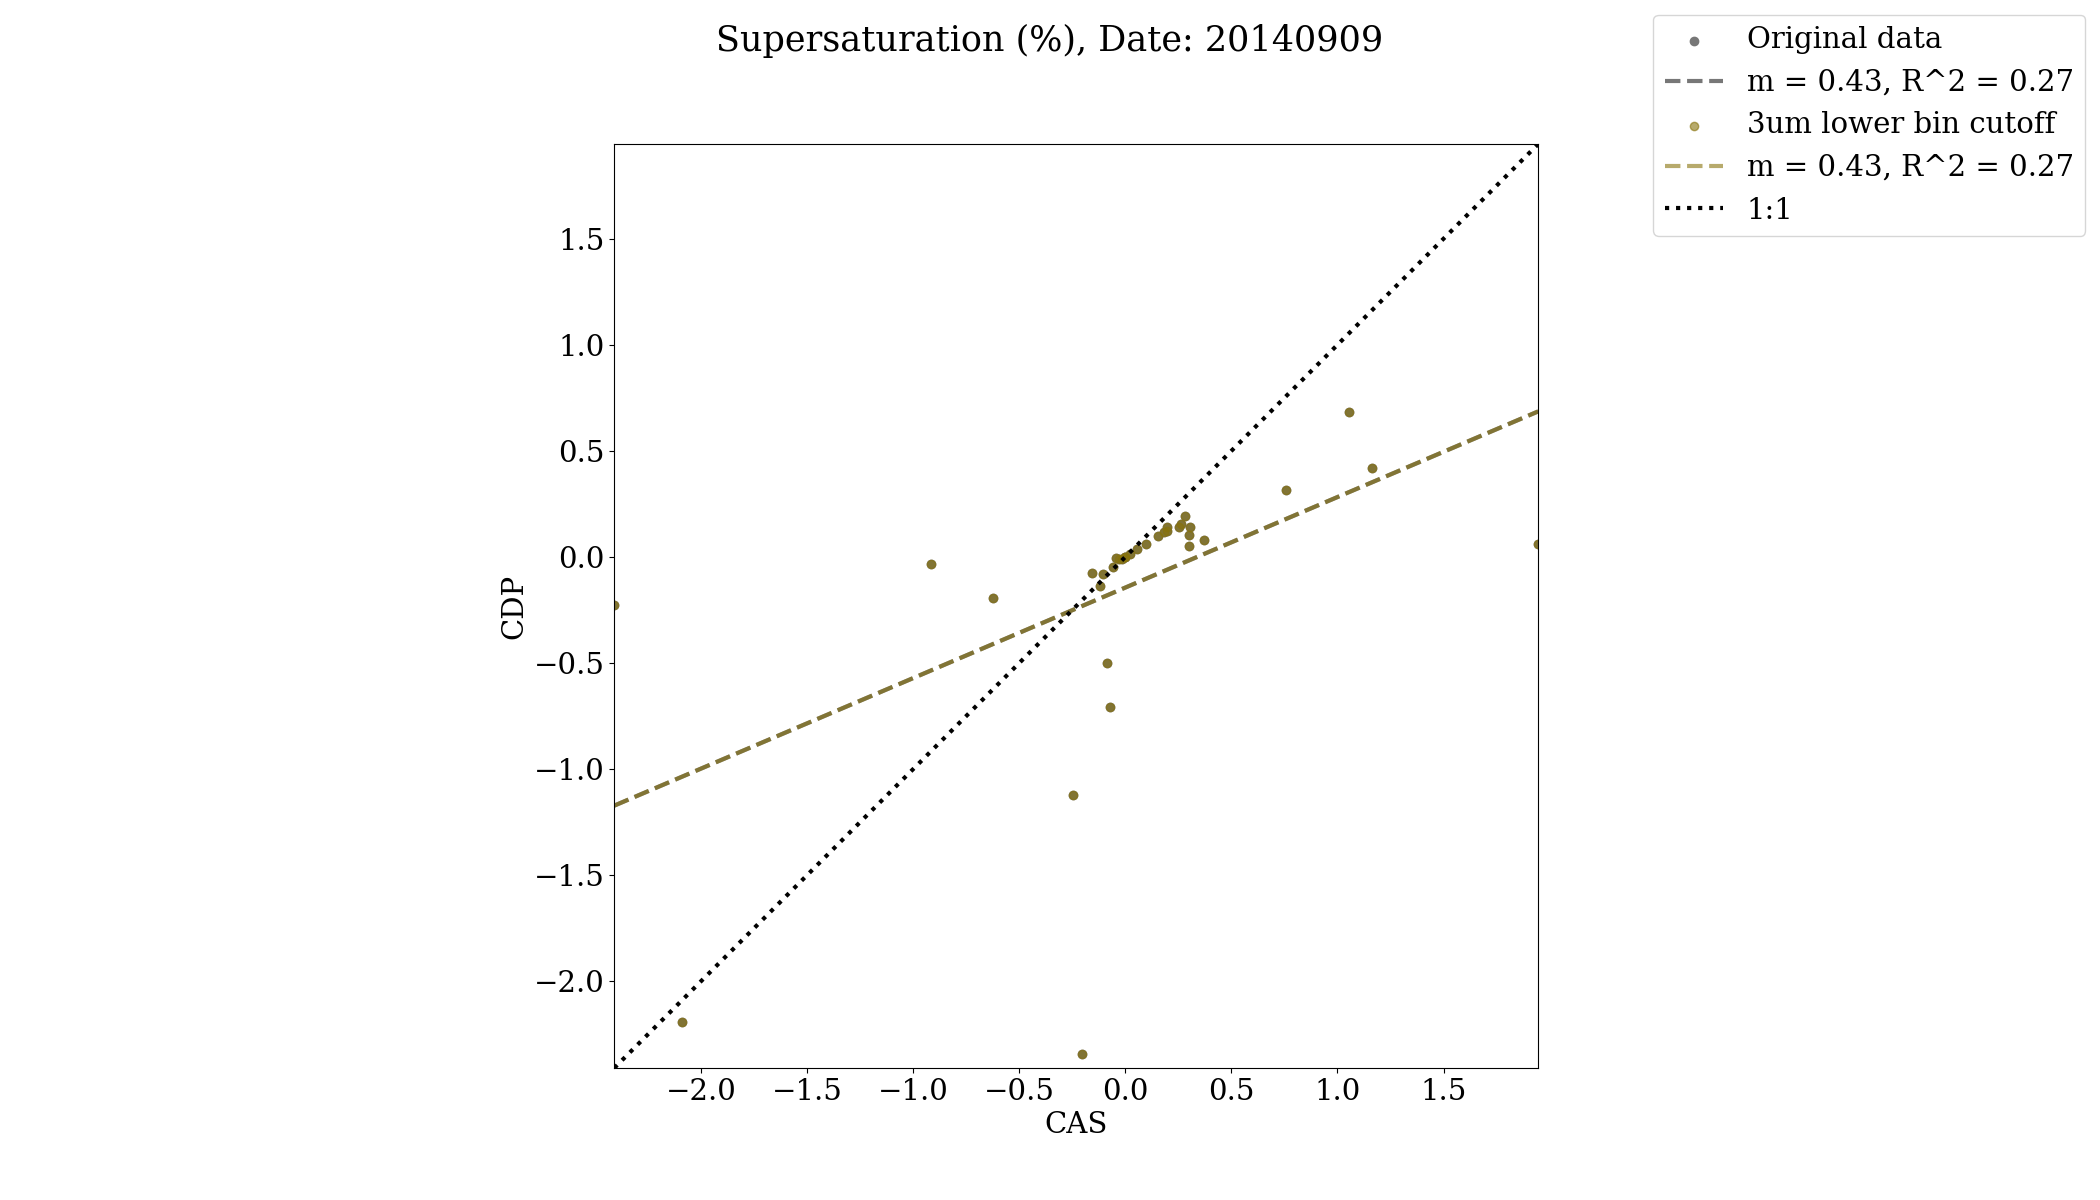 Supersaturation (%), Date: 20140909
Original data
m = 0.43, R^2 = 0.27
3um lower bin cutoff
m = 0.43, R^2 = 0.27
1:1
1.5
1.0
0.5
0.0
−0.5
−1.0
−1.5
−2.0
CDP
−2.0 −1.5 −1.0 −0.5 0.0 0.5 1.0 1.5
CAS